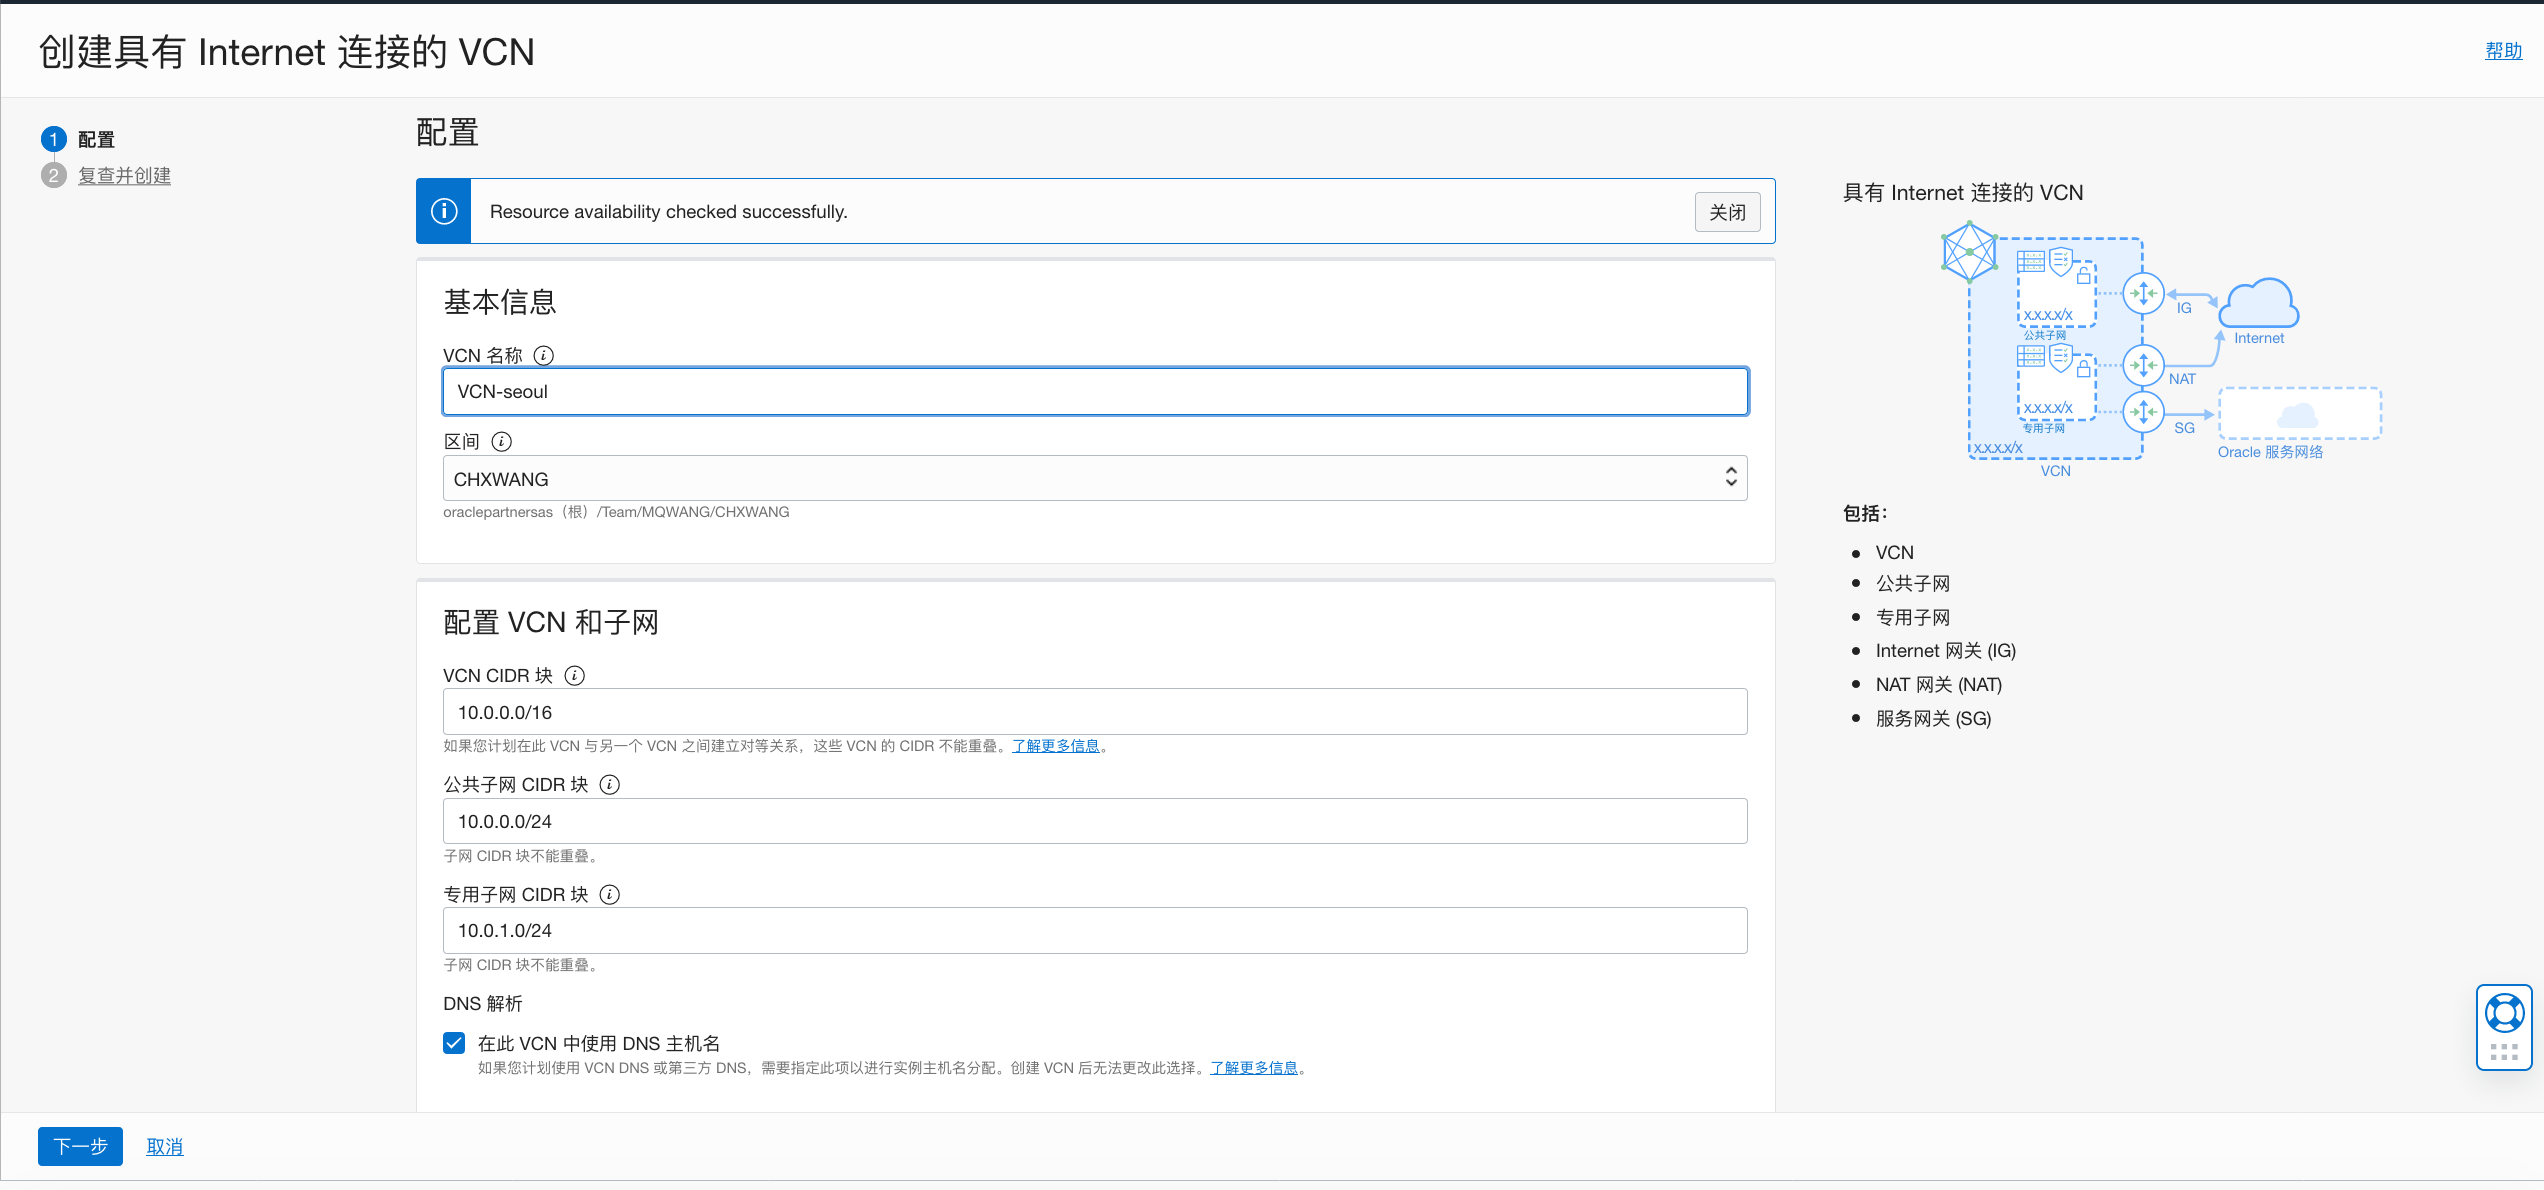 创建具有 Internet 连接的 VCN
帮助
1 配置
2 复查并创建
配置
Resource availability checked successfully.
关闭
基本信息
VCN 名称
VCN-seoul
区间
CHXWANG
oraclepartnersas（根）/Team/MQWANG/CHXWANG
配置 VCN 和子网
VCN CIDR 块
10.0.0.0/16
如果您计划在此 VCN 与另一个 VCN 之间建立对等关系，这些 VCN 的 CIDR 不能重叠。了解更多信息。
公共子网 CIDR 块
10.0.0.0/24
子网 CIDR 块不能重叠。
专用子网 CIDR 块
10.0.1.0/24
子网 CIDR 块不能重叠。
DNS 解析
在此 VCN 中使用 DNS 主机名
如果您计划使用 VCN DNS 或第三方 DNS，需要指定此项以进行实例主机名分配。创建 VCN 后无法更改此选择。了解更多信息。
具有 Internet 连接的 VCN
X.X.X.X/X
公共子网
IG
Internet
NAT
X.X.X.X/X
专用子网
SG
X.X.X.X/X
Oracle 服务网络
VCN
包括：
VCN
公共子网
专用子网
Internet 网关 (IG)
NAT 网关 (NAT)
服务网关 (SG)
下一步
取消